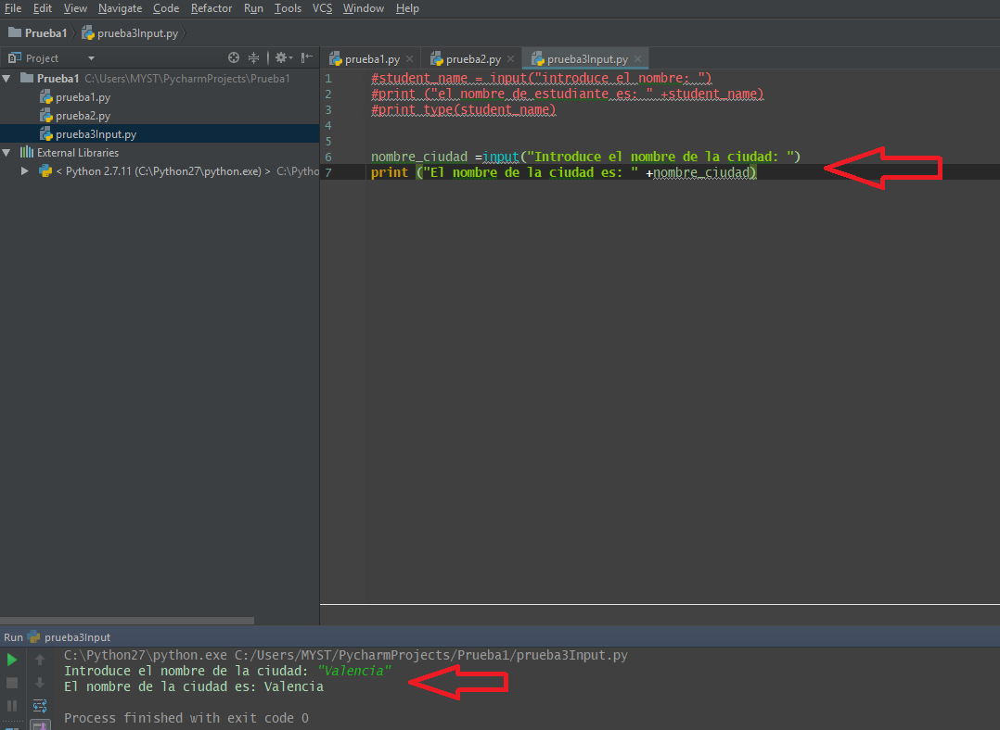 File Edit View Navigate Code Refactor Run Tools VCS Window Help
Prueba1 prueba3Input.py
Project
prueba1.py prueba2.py prueba3Input.py
Prueba1 C:\Users\MYST\PycharmProjects\Prueba1
prueba1.py
prueba2.py
prueba3Input.py
External Libraries
< Python 2.7.11 (C:\Python27\python.exe) > C:\Pytho
1 #student_name = input("introduce el nombre: ")
2 #print ("el nombre de estudiante es: " +student_name)
3 #print type(student_name)
4
5
6 nombre_ciudad =input("Introduce el nombre de la ciudad: ")
7 print ("El nombre de la ciudad es: " +nombre_ciudad)
Run prueba3Input
C:\Python27\python.exe C:/Users/MYST/PycharmProjects/Prueba1/prueba3Input.py
Introduce el nombre de la ciudad: "Valencia"
El nombre de la ciudad es: Valencia
Process finished with exit code 0